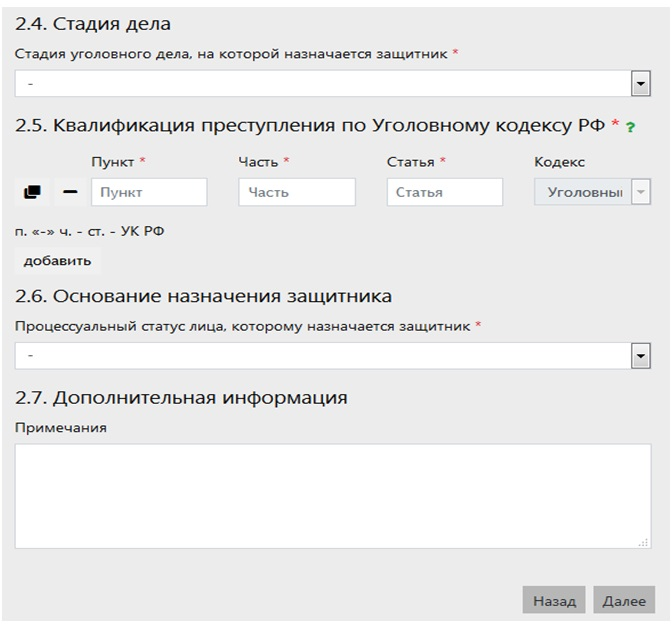 2.4. Стадия дела
Стадия уголовного дела, на которой назначается защитник *
-
2.5. Квалификация преступления по Уголовному кодексу РФ * ?
Пункт * Часть * Статья * Кодекс
Пункт Часть Статья Уголовны
п. «-» ч. - ст. - УК РФ
добавить
2.6. Основание назначения защитника
Процессуальный статус лица, которому назначается защитник *
-
2.7. Дополнительная информация
Примечания
Назад Далее